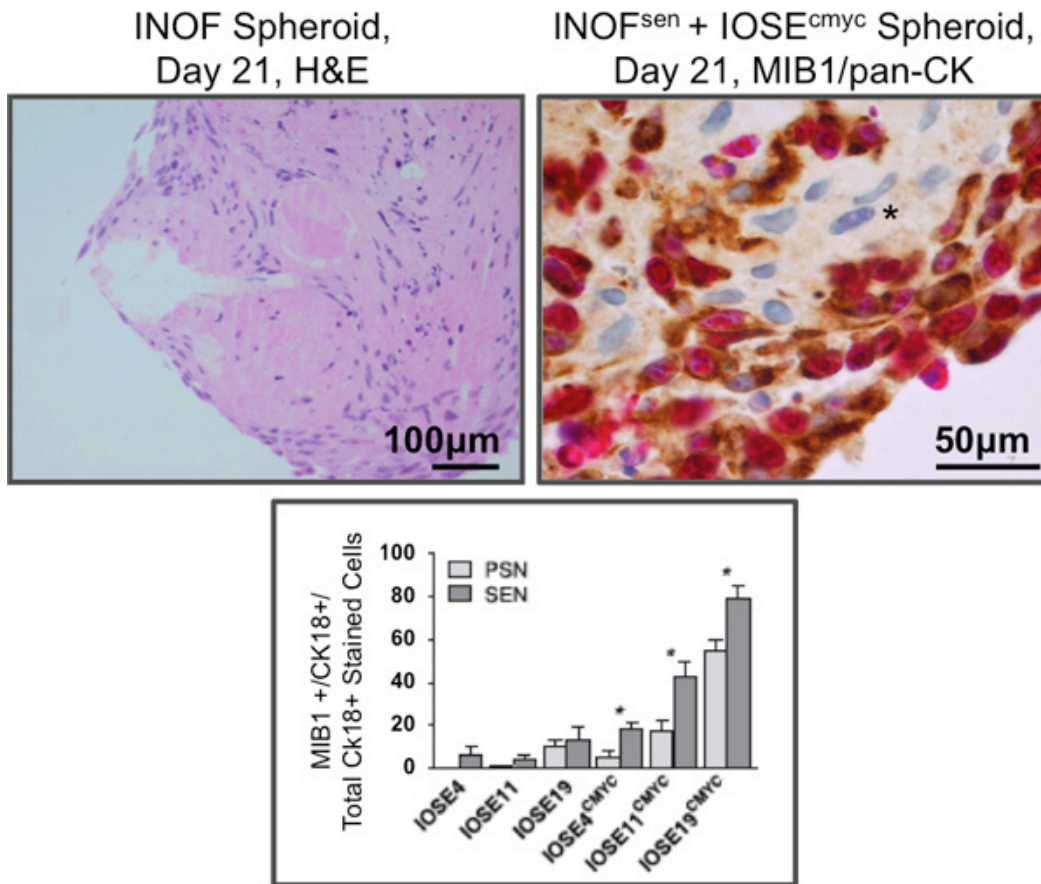 INOF Spheroid,
Day 21, H&E
INOFsen + IOSEcmyc Spheroid,
Day 21, MIB1/pan-CK
100µm
*
50µm
MIB1 +/CK18+/
Total Ck18+ Stained Cells
100
80
60
40
20
0
PSN
SEN
*
*
*
IOSE4
IOSE11
IOSE19
IOSE4CMYC
IOSE11CMYC
IOSE19CMYC